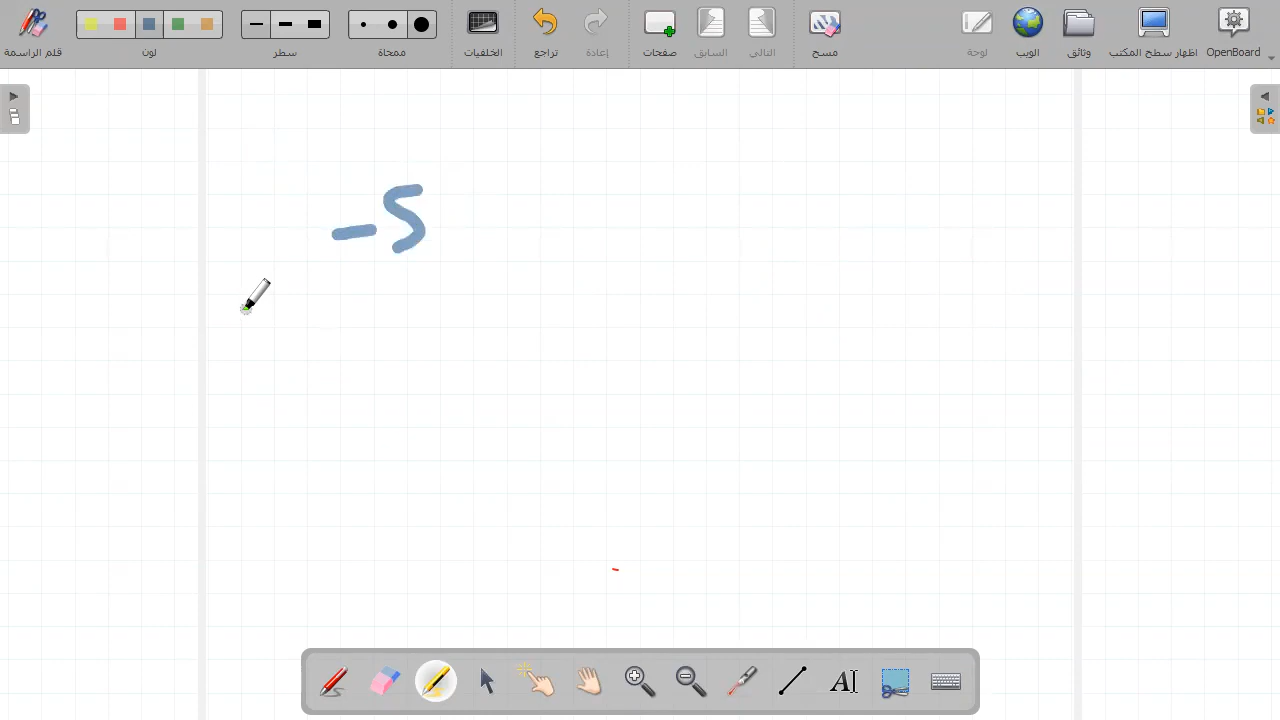 قلم الراسمة لون سطر ممحاة الخلفيات تراجع إعادة صفحات السابق التالي مسح لوحة الويب وثائق اظهار سطح المكتب OpenBoard
-5